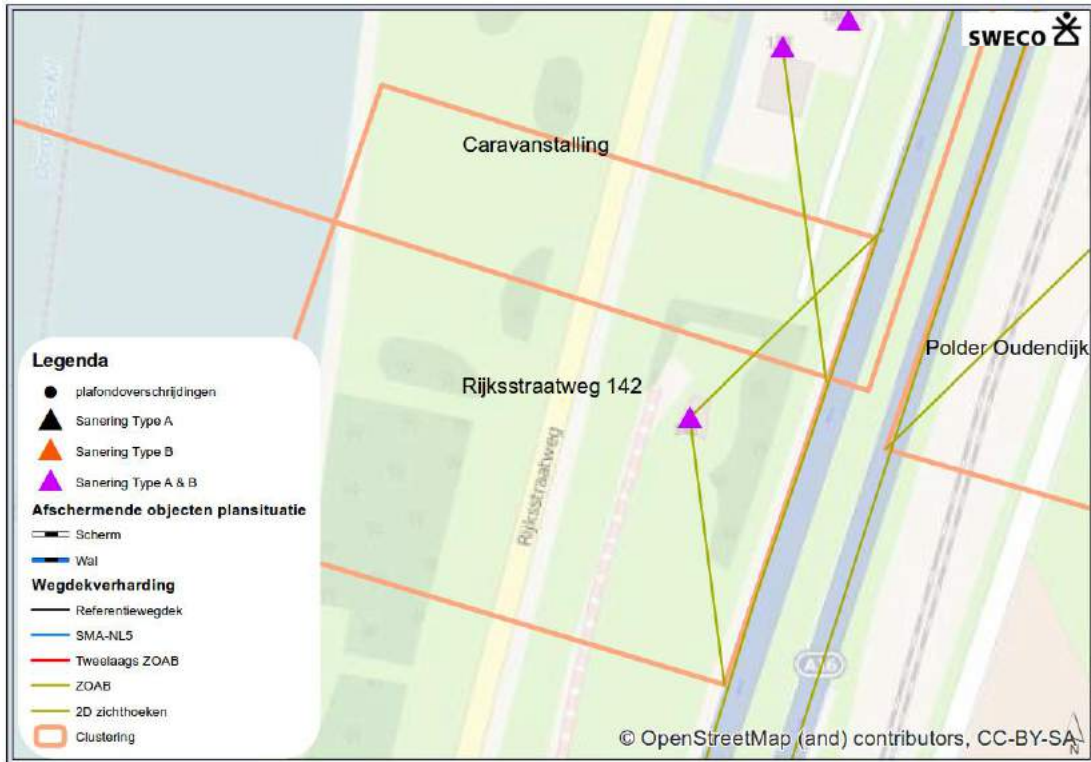 SWECO
Caravanstalling
Polder Oudendijk
Rijksstraatweg 142
Rijksstraatweg
A16
Legenda
plafondoverschrijdingen
Sanering Type A
Sanering Type B
Sanering Type A & B
Afschermende objecten plansituatie
Scherm
Wal
Wegdekverharding
Referentiewegdek
SMA-NL5
Tweelaags ZOAB
ZOAB
2D zichthoeken
Clustering
© OpenStreetMap (and) contributors, CC-BY-SA
N